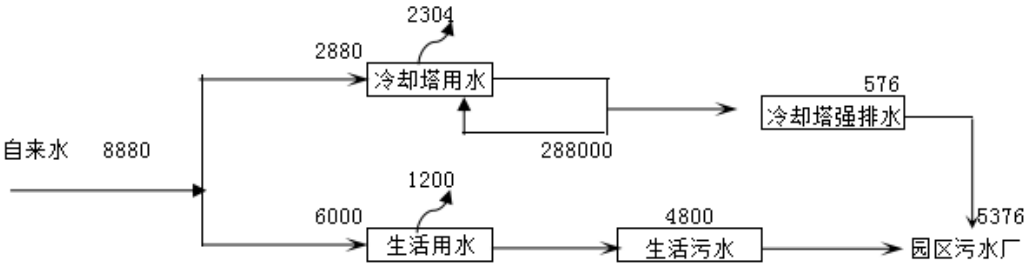 2304
2880
冷却塔用水
576
冷却塔强排水
288000
自来水 8880
1200
6000
生活用水
4800
生活污水
5376
园区污水厂